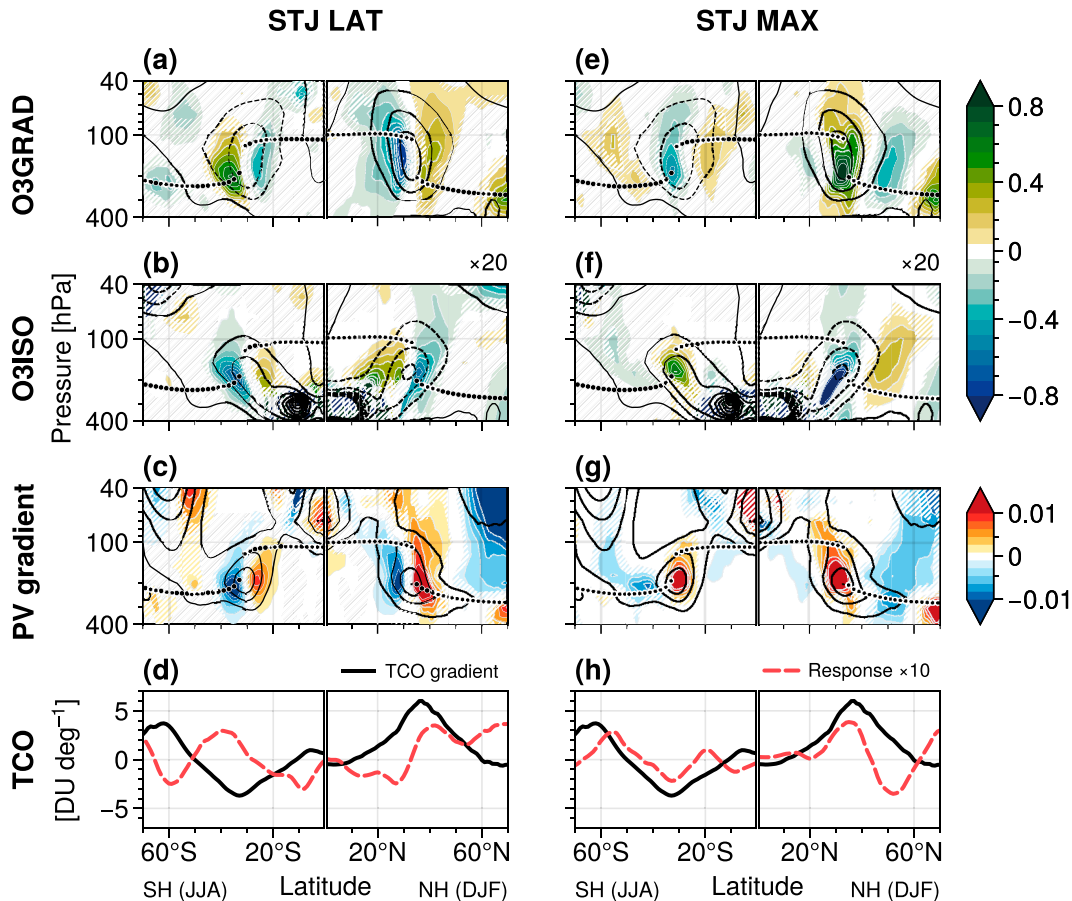 STJ LAT
STJ MAX
(a)
(e)
O3GRAD
40
100
400
0.8
0.4
0
−0.4
−0.8
(b)
×20
(f)
×20
O3ISO
Pressure [hPa]
40
100
400
(c)
(g)
PV gradient
40
100
400
0.01
0
−0.01
(d)
TCO gradient
(h)
Response ×10
TCO
[DU deg⁻¹]
5
0
−5
60°S
20°S
20°N
60°N
60°S
20°S
20°N
60°N
SH (JJA)
Latitude
NH (DJF)
SH (JJA)
Latitude
NH (DJF)